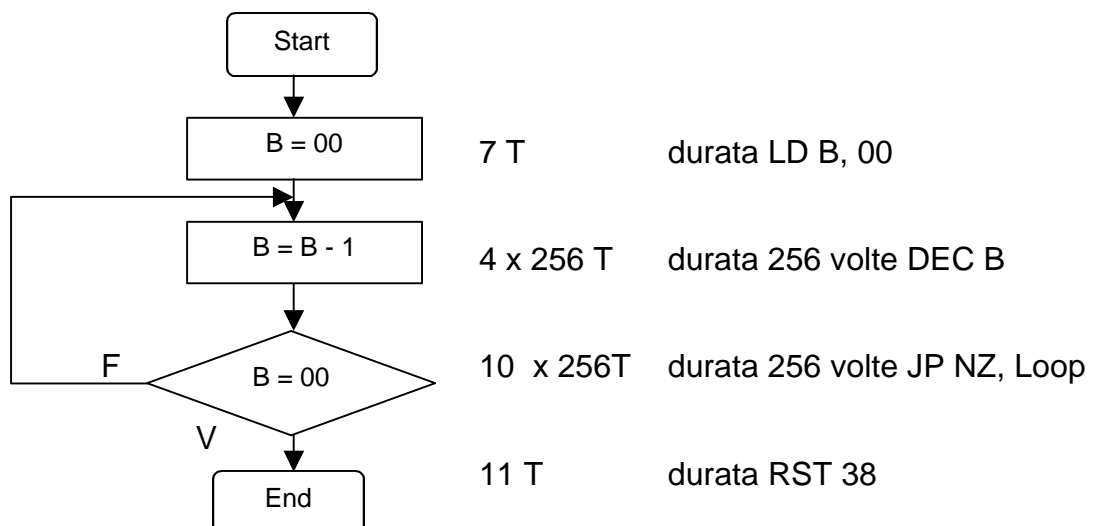 Start
B = 00
7 T durata LD B, 00
B = B - 1
4 x 256 T durata 256 volte DEC B
F
B = 00
10 x 256T durata 256 volte JP NZ, Loop
V
11 T durata RST 38
End